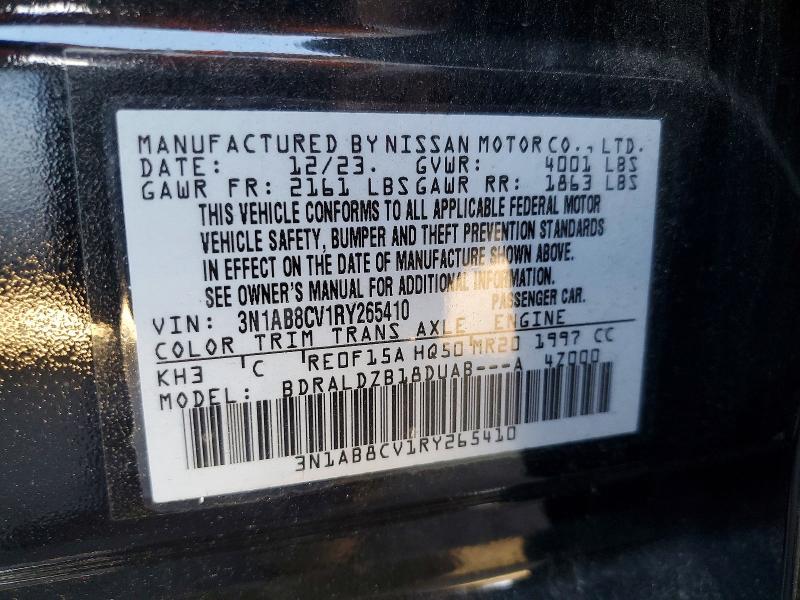 MANUFACTURED BY NISSAN MOTOR CO., LTD.
DATE: 12/23. GVWR: 4001 LBS
GAWR FR: 2161 LBS GAWR RR: 1863 LBS
THIS VEHICLE CONFORMS TO ALL APPLICABLE FEDERAL MOTOR
VEHICLE SAFETY, BUMPER AND THEFT PREVENTION STANDARDS
IN EFFECT ON THE DATE OF MANUFACTURE SHOWN ABOVE.
SEE OWNER'S MANUAL FOR ADDITIONAL INFORMATION.
VIN: 3N1AB8CV1RY265410 PASSENGER CAR.
COLOR TRIM TRANS AXLE ENGINE
KH3 C RE0F15A HQ50 MR20 1997 CC
MODEL: BDRALDZB18DUAB---A 47000
3N1AB8CV1RY265410